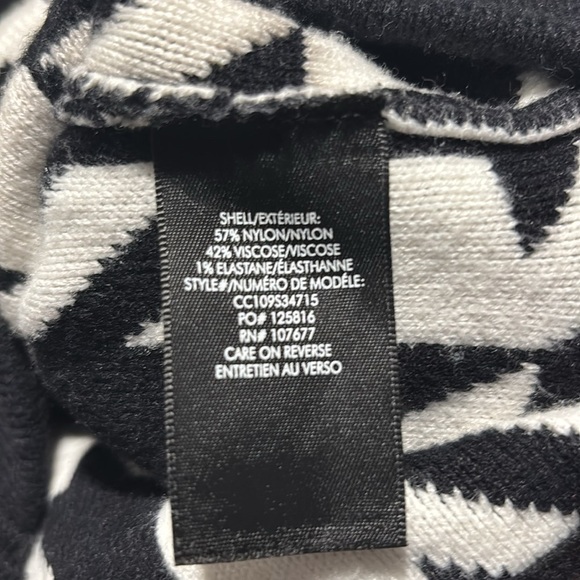 SHELL/EXTÉRIEUR:
57% NYLON/NYLON
42% VISCOSE/VISCOSE
1% ELASTANE/ÉLASTHANNE
STYLE#/NUMÉRO DE MODÈLE:
CC109S34715
PO# 125816
RN# 107677
CARE ON REVERSE
ENTRETIEN AU VERSO